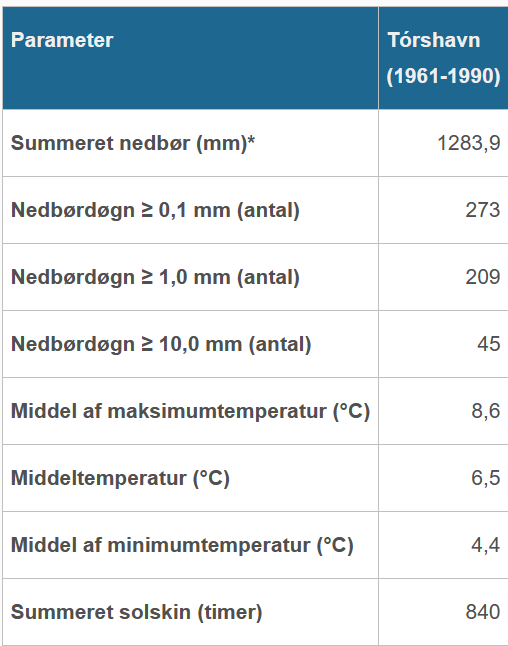 Parameter Tórshavn
(1961-1990)
Summeret nedbør (mm)* 1283,9
Nedbørdøgn ≥ 0,1 mm (antal) 273
Nedbørdøgn ≥ 1,0 mm (antal) 209
Nedbørdøgn ≥ 10,0 mm (antal) 45
Middel af maksimumtemperatur (°C) 8,6
Middeltemperatur (°C) 6,5
Middel af minimumtemperatur (°C) 4,4
Summeret solskin (timer) 840